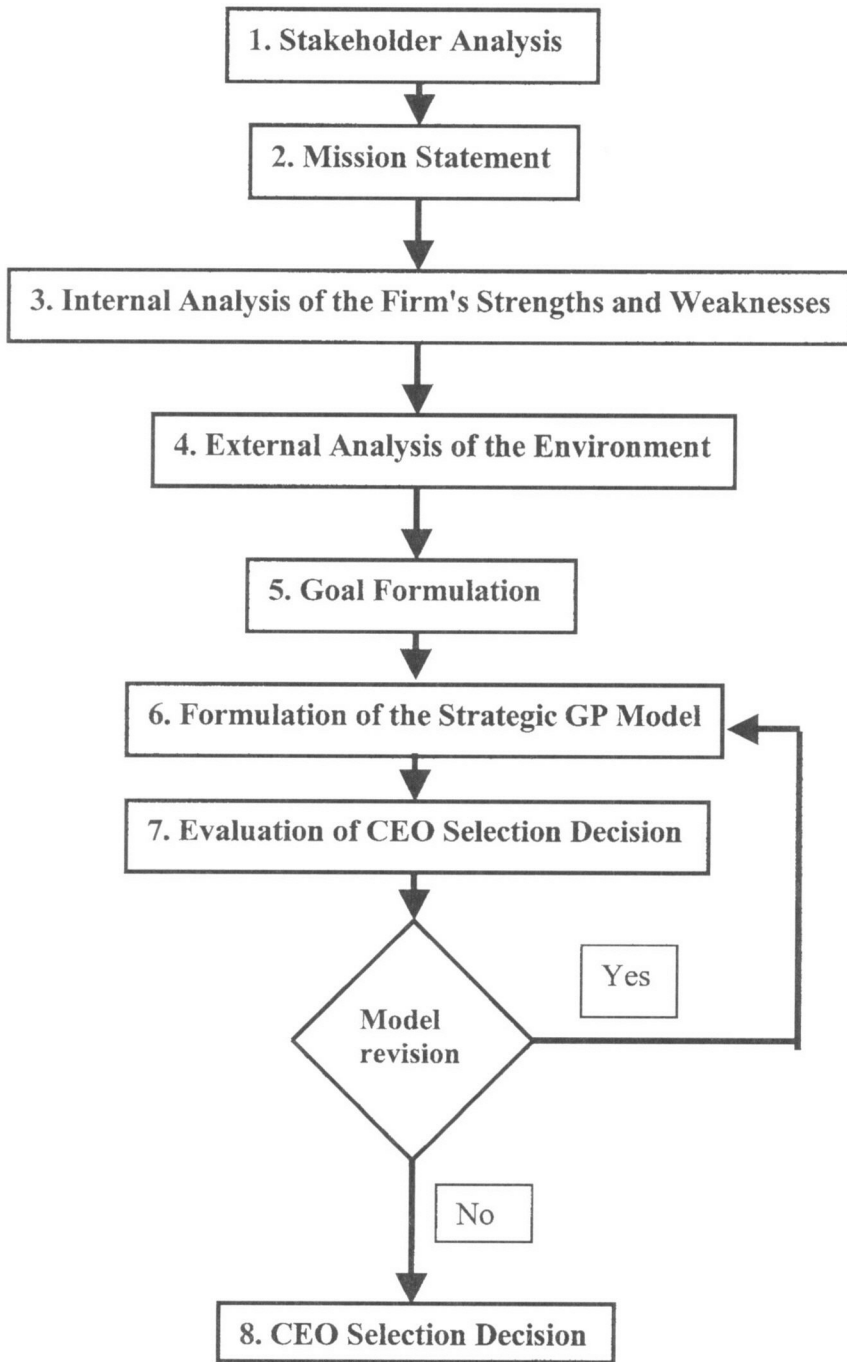 1. Stakeholder Analysis
2. Mission Statement
3. Internal Analysis of the Firm's Strengths and Weaknesses
4. External Analysis of the Environment
5. Goal Formulation
6. Formulation of the Strategic GP Model
7. Evaluation of CEO Selection Decision
Model
revision
Yes
No
8. CEO Selection Decision